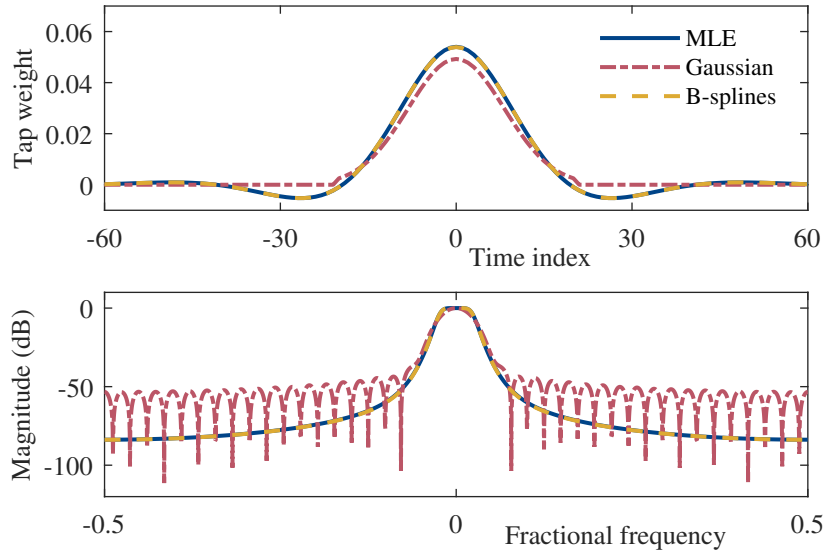 0.06
0.04
0.02
0
Tap weight
MLE
Gaussian
B-splines
-60
-30
0
30
60
Time index
0
-50
-100
Magnitude (dB)
-0.5
0
0.5
Fractional frequency